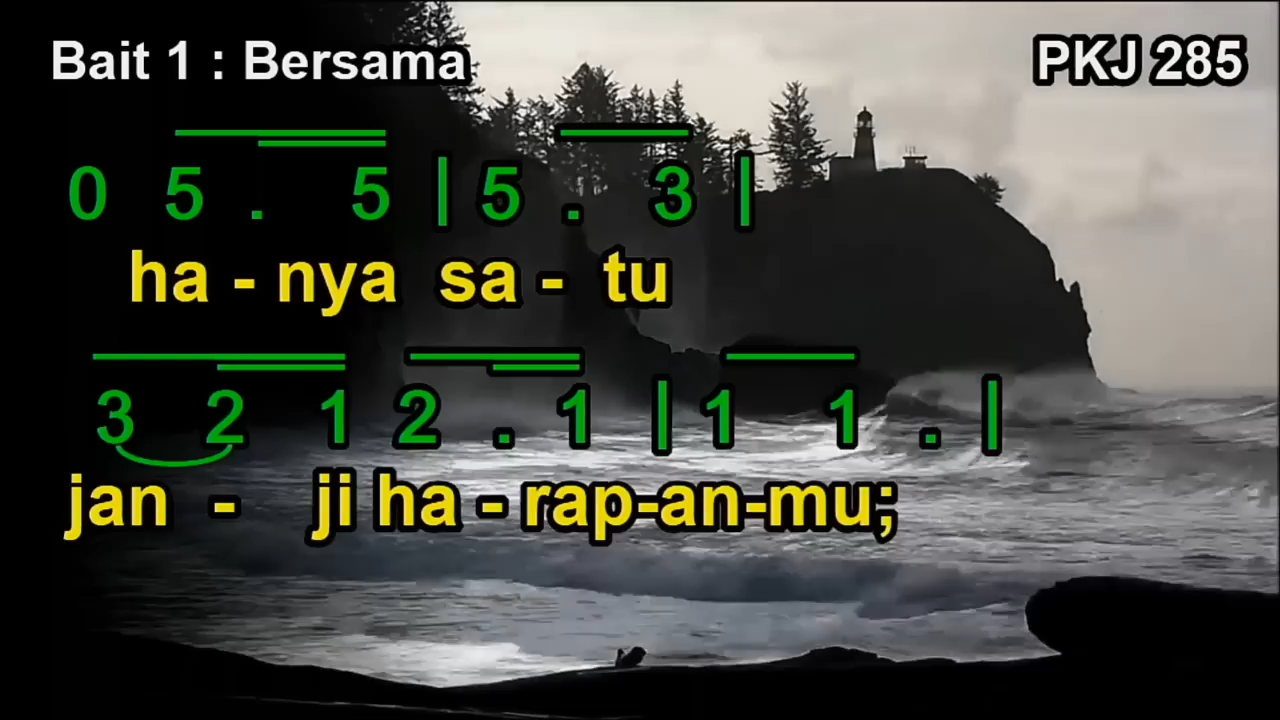 Bait 1 : Bersama
PKJ 285
0 5 . 5 | 5 . 3 |
ha - nya sa - tu
3 2 1 2 . 1 | 1 1 . |
jan - ji ha - rap-an-mu;